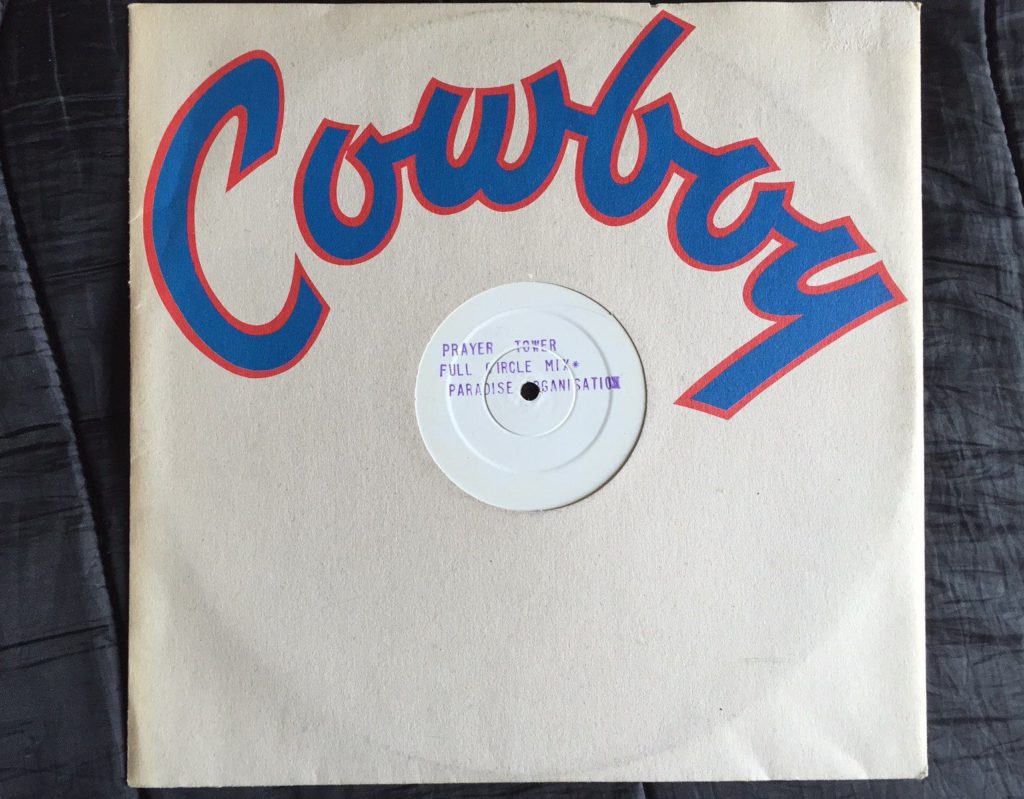 Cowboy
PRAYER TOWER
FULL CIRCLE MIX*
PARADISE ORGANISATION